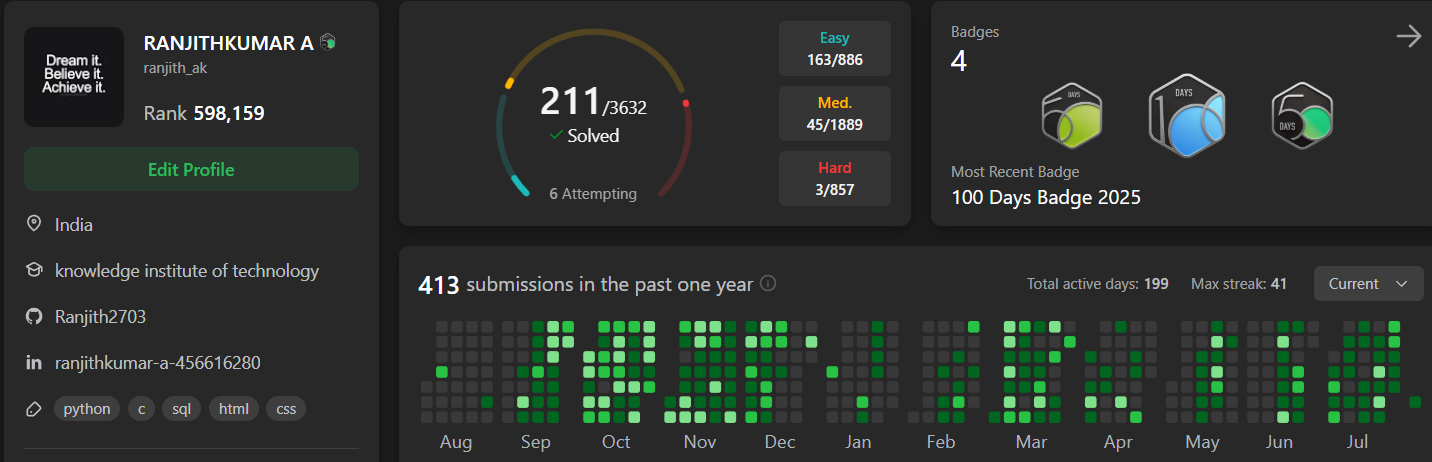 Dream it.
Believe it.
Achieve it.
RANJITHKUMAR A
ranjith_ak
Rank 598,159
Edit Profile
India
knowledge institute of technology
Ranjith2703
ranjithkumar-a-456616280
python c sql html css
211/3632
Solved
6 Attempting
Easy
163/886
Med.
45/1889
Hard
3/857
Badges
4
DAYS
DAYS
DAYS
Most Recent Badge
100 Days Badge 2025
413 submissions in the past one year
Total active days: 199 Max streak: 41 Current
Aug Sep Oct Nov Dec Jan Feb Mar Apr May Jun Jul